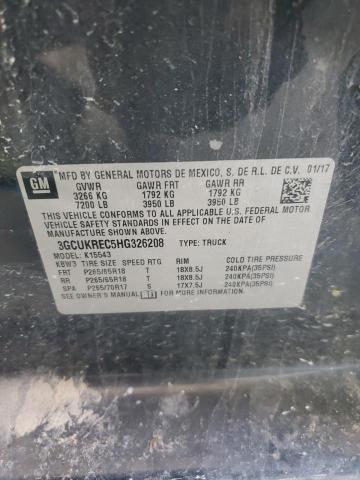 GM
MFD BY GENERAL MOTORS DE MEXICO, S. DE R.L. DE C.V. 01/17
GVWR GAWR FRT GAWR RR
3266 KG 1792 KG 1792 KG
7200 LB 3950 LB 3950 LB
THIS VEHICLE CONFORMS TO ALL APPLICABLE U.S. FEDERAL MOTOR
VEHICLE SAFETY STANDARDS IN EFFECT ON THE DATE OF
MANUFACTURE SHOWN ABOVE.
3GCUKREC5HG326208 TYPE: TRUCK
MODEL: K15543
KBW3 TIRE SIZE SPEED RTG RIM COLD TIRE PRESSURE
FRT P265/65R18 T 18X8.5J 240KPA(35PSI)
RR P265/65R18 T 18X8.5J 240KPA(35PSI)
SPA P265/70R17 S 17X7.5J 240KPA(35PSI)
SEE OWNER'S MANUAL FOR ADDITIONAL INFORMATION.